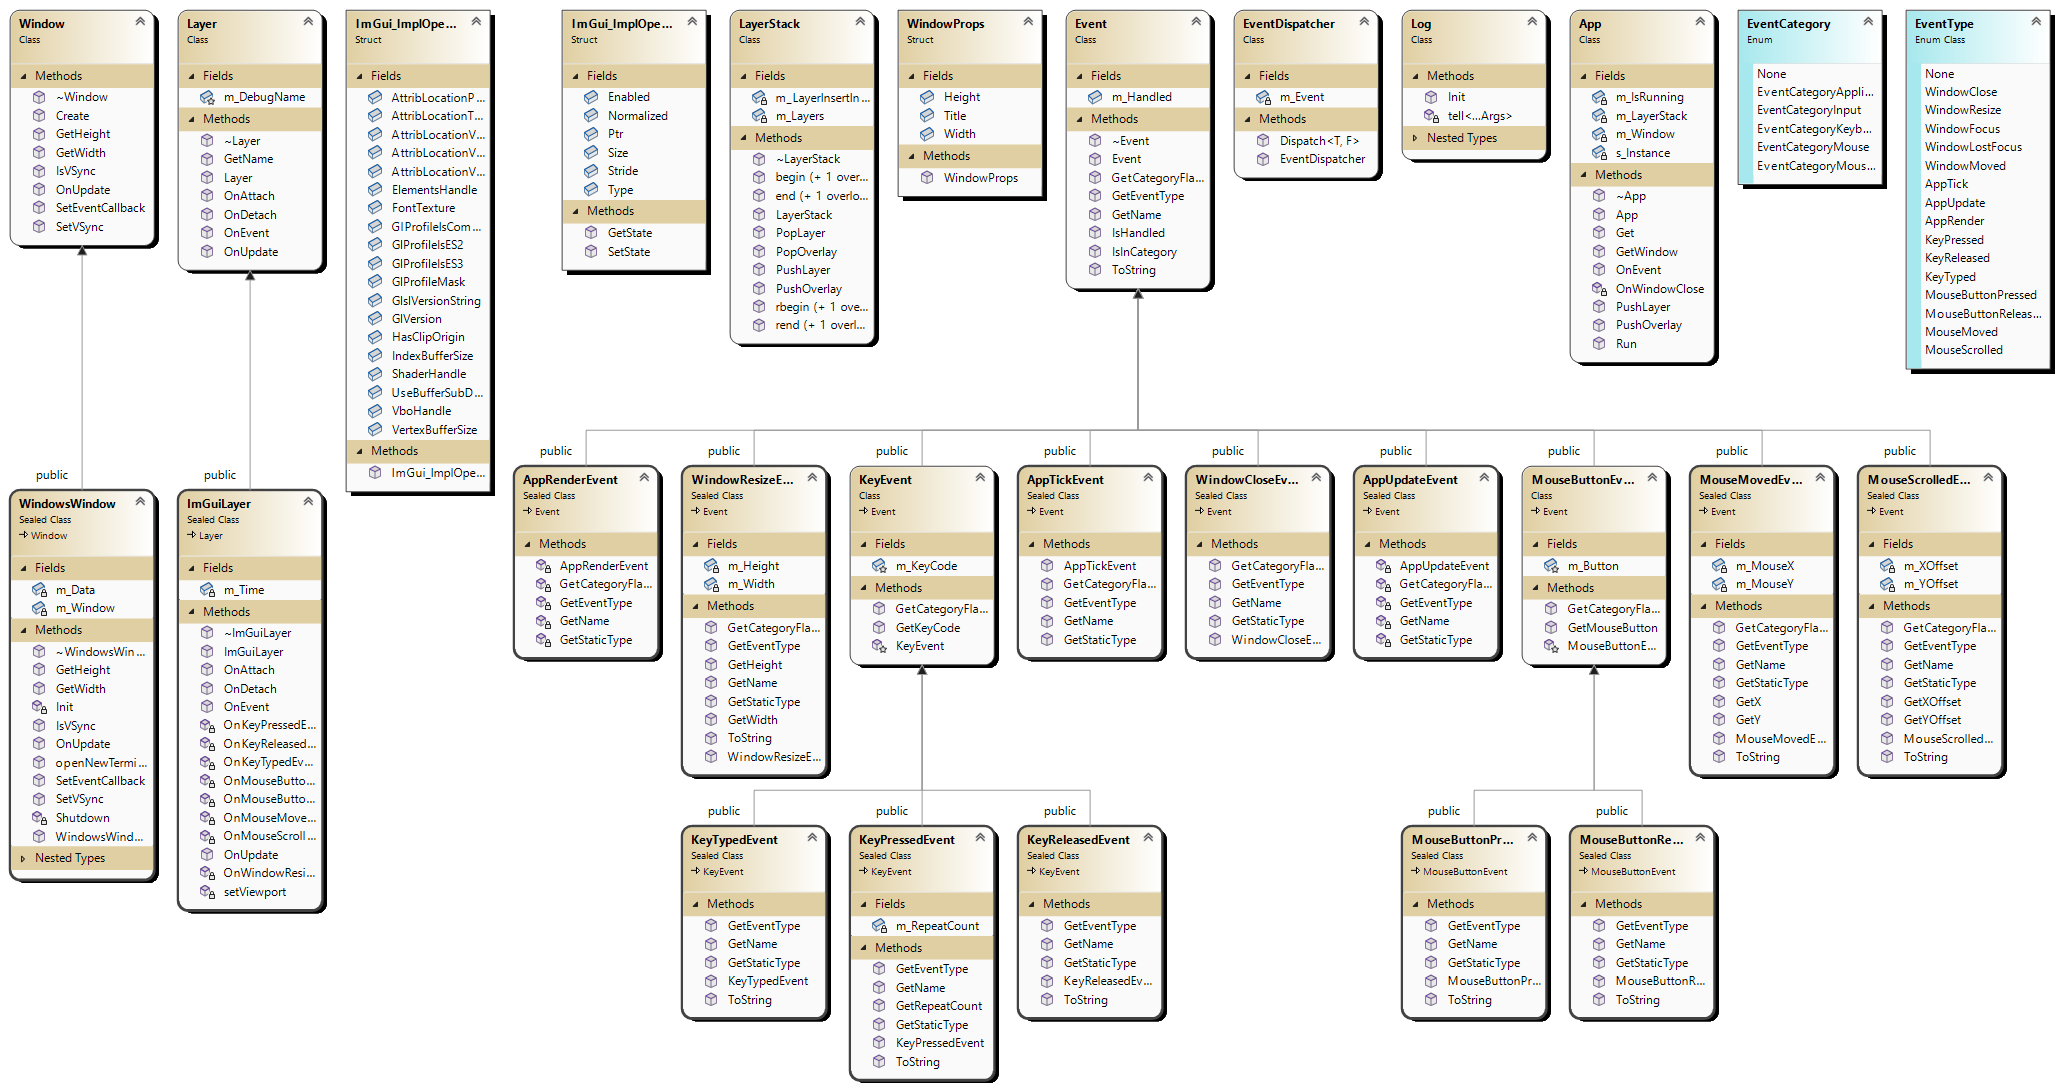 Window
Class
Methods
~Window
Create
GetHeight
GetWidth
IsVSync
OnUpdate
SetEventCallback
SetVSync
Layer
Class
Fields
m_DebugName
Methods
~Layer
GetName
Layer
OnAttach
OnDetach
OnEvent
OnUpdate
ImGui_ImplOpe...
Struct
Fields
AttribLocationP...
AttribLocationT...
AttribLocationV...
AttribLocationV...
AttribLocationV...
ElementsHandle
FontTexture
GlProfileIsCom...
GlProfileIsES2
GlProfileIsES3
GlProfileMask
GlslVersionString
GlVersion
HasClipOrigin
IndexBufferSize
ShaderHandle
UseBufferSubD...
VboHandle
VertexBufferSize
Methods
ImGui_ImplOpe...
ImGui_ImplOpe...
Struct
Fields
Enabled
Normalized
Ptr
Size
Stride
Type
Methods
GetState
SetState
LayerStack
Class
Fields
m_LayerInsertIn...
m_Layers
Methods
~LayerStack
begin (+ 1 over...
end (+ 1 overlo...
LayerStack
PopLayer
PopOverlay
PushLayer
PushOverlay
rbegin (+ 1 ove...
rend (+ 1 overl...
WindowProps
Struct
Fields
Height
Title
Width
Methods
WindowProps
Event
Class
Fields
m_Handled
Methods
~Event
Event
GetCategoryFla...
GetEventType
GetName
IsHandled
IsInCategory
ToString
EventDispatcher
Class
Fields
m_Event
Methods
Dispatch<T, F>
EventDispatcher
Log
Class
Methods
Init
tell<...Args>
Nested Types
App
Class
Fields
m_IsRunning
m_LayerStack
m_Window
s_Instance
Methods
~App
App
Get
GetWindow
OnEvent
OnWindowClose
PushLayer
PushOverlay
Run
EventCategory
Enum
None
EventCategoryAppli...
EventCategoryInput
EventCategoryKeyb...
EventCategoryMouse
EventCategoryMous...
EventType
Enum Class
None
WindowClose
WindowResize
WindowFocus
WindowLostFocus
WindowMoved
AppTick
AppUpdate
AppRender
KeyPressed
KeyReleased
KeyTyped
MouseButtonPressed
MouseButtonReleas...
MouseMoved
MouseScrolled
public
WindowsWindow
Sealed Class
Window
Fields
m_Data
m_Window
Methods
~WindowsWin...
GetHeight
GetWidth
Init
IsVSync
OnUpdate
openNewTermi...
SetEventCallback
SetVSync
Shutdown
WindowsWind...
Nested Types
public
ImGuiLayer
Sealed Class
Layer
Fields
m_Time
Methods
~ImGuiLayer
ImGuiLayer
OnAttach
OnDetach
OnEvent
OnKeyPressedE...
OnKeyReleased...
OnKeyTypedEv...
OnMouseButto...
OnMouseButto...
OnMouseMove...
OnMouseScroll...
OnUpdate
OnWindowResi...
setViewport
public
AppRenderEvent
Sealed Class
Event
Methods
AppRenderEvent
GetCategoryFla...
GetEventType
GetName
GetStaticType
public
WindowResizeE...
Sealed Class
Event
Fields
m_Height
m_Width
Methods
GetCategoryFla...
GetEventType
GetHeight
GetName
GetStaticType
GetWidth
ToString
WindowResizeE...
public
KeyEvent
Class
Event
Fields
m_KeyCode
Methods
GetCategoryFla...
GetKeyCode
KeyEvent
public
AppTickEvent
Sealed Class
Event
Methods
AppTickEvent
GetCategoryFla...
GetEventType
GetName
GetStaticType
public
WindowCloseEv...
Sealed Class
Event
Methods
GetCategoryFla...
GetEventType
GetName
GetStaticType
WindowCloseE...
public
AppUpdateEvent
Sealed Class
Event
Methods
AppUpdateEvent
GetCategoryFla...
GetEventType
GetName
GetStaticType
public
MouseButtonEv...
Class
Event
Fields
m_Button
Methods
GetCategoryFla...
GetMouseButton
MouseButtonE...
public
MouseMovedEv...
Sealed Class
Event
Fields
m_MouseX
m_MouseY
Methods
GetCategoryFla...
GetEventType
GetName
GetStaticType
GetX
GetY
MouseMovedE...
ToString
public
MouseScrolledE...
Sealed Class
Event
Fields
m_XOffset
m_YOffset
Methods
GetCategoryFla...
GetEventType
GetName
GetStaticType
GetXOffset
GetYOffset
MouseScrolled...
ToString
public
KeyTypedEvent
Sealed Class
KeyEvent
Methods
GetEventType
GetName
GetStaticType
KeyTypedEvent
ToString
public
KeyPressedEvent
Sealed Class
KeyEvent
Fields
m_RepeatCount
Methods
GetEventType
GetName
GetRepeatCount
GetStaticType
KeyPressedEvent
ToString
public
KeyReleasedEvent
Sealed Class
KeyEvent
Methods
GetEventType
GetName
GetStaticType
KeyReleasedEv...
ToString
public
MouseButtonPr...
Sealed Class
MouseButtonEvent
Methods
GetEventType
GetName
GetStaticType
MouseButtonPr...
ToString
public
MouseButtonRe...
Sealed Class
MouseButtonEvent
Methods
GetEventType
GetName
GetStaticType
MouseButtonR...
ToString